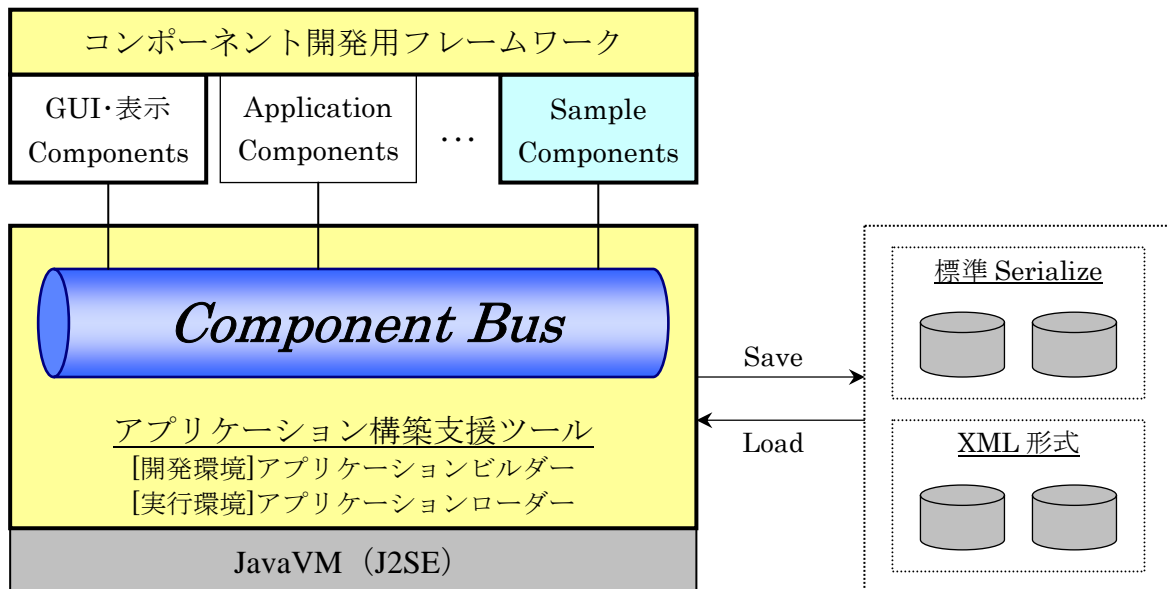 コンポーネント開発用フレームワーク
GUI・表示
Components
Application
Components
…
Sample
Components
Component Bus
アプリケーション構築支援ツール
[開発環境]アプリケーションビルダー
[実行環境]アプリケーションローダー
JavaVM（J2SE）
Save
Load
標準 Serialize
XML 形式